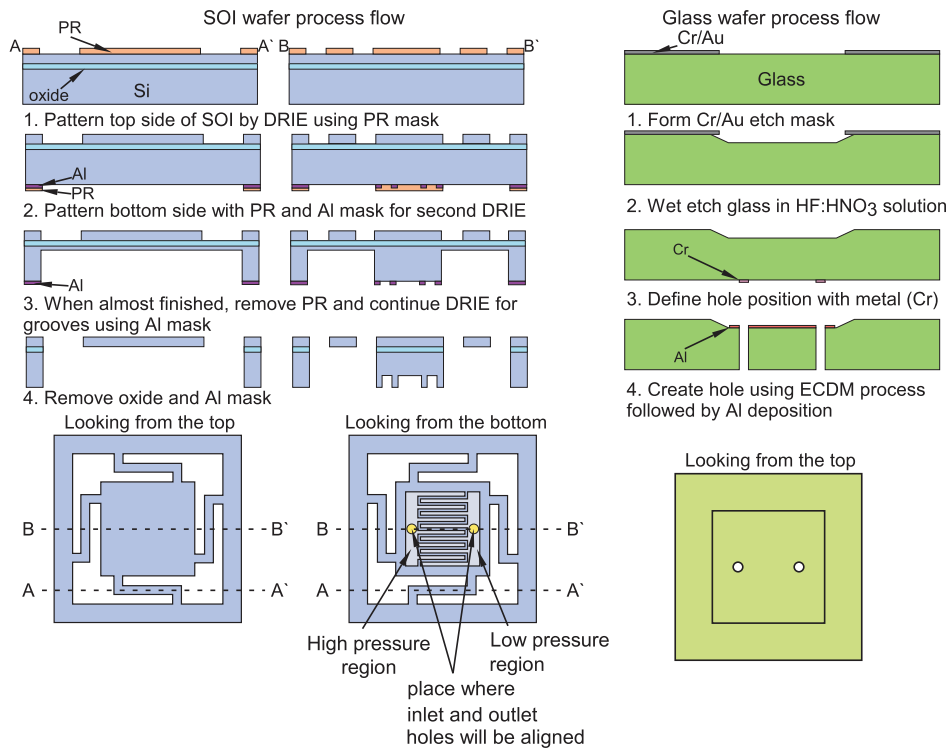 SOI wafer process flow
PR
A
A`
B
B`
oxide
Si
1. Pattern top side of SOI by DRIE using PR mask
Al
PR
2. Pattern bottom side with PR and Al mask for second DRIE
Al
3. When almost finished, remove PR and continue DRIE for
grooves using Al mask
4. Remove oxide and Al mask
Looking from the top
B
B`
A
A`
Looking from the bottom
B
B`
A
A`
High pressure
region
Low pressure
region
place where
inlet and outlet
holes will be aligned
Glass wafer process flow
Cr/Au
Glass
1. Form Cr/Au etch mask
2. Wet etch glass in HF:HNO3 solution
Cr
3. Define hole position with metal (Cr)
Al
4. Create hole using ECDM process
followed by Al deposition
Looking from the top